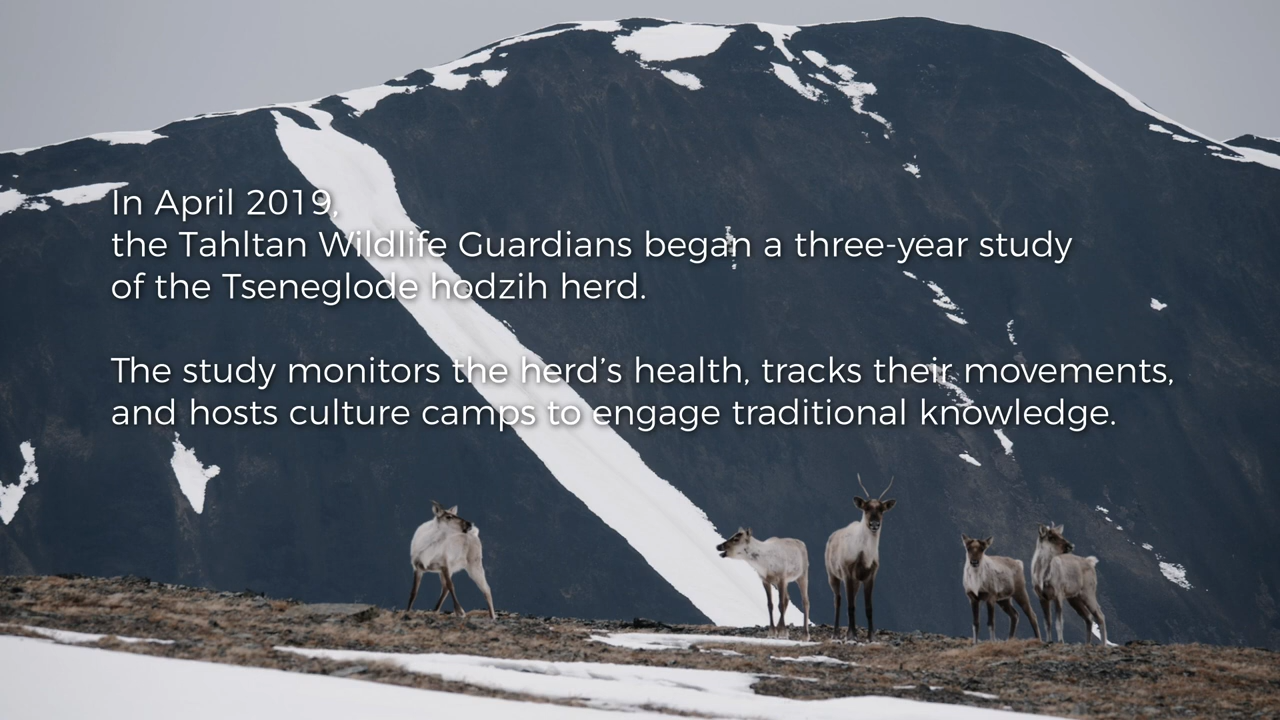 In April 2019,
the Tahltan Wildlife Guardians began a three-year study
of the Tseneglode hodzih herd.
The study monitors the herd’s health, tracks their movements,
and hosts culture camps to engage traditional knowledge.